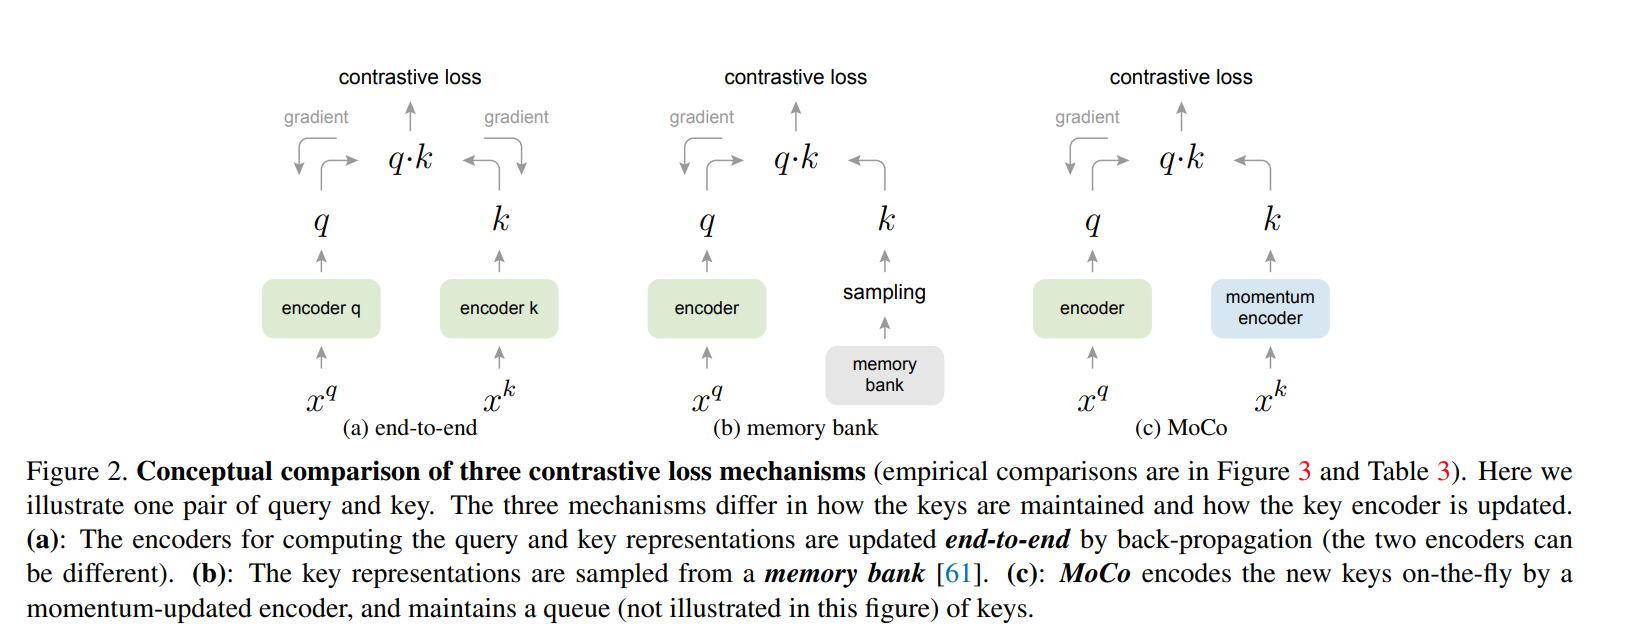 contrastive loss contrastive loss contrastive loss
gradient gradient gradient gradient
q·k q·k q·k
q k q k q k
sampling
encoder q encoder k encoder encoder momentum encoder
memory bank
x^q x^k x^q x^q x^k
(a) end-to-end (b) memory bank (c) MoCo
Figure 2. Conceptual comparison of three contrastive loss mechanisms (empirical comparisons are in Figure 3 and Table 3). Here we
illustrate one pair of query and key. The three mechanisms differ in how the keys are maintained and how the key encoder is updated.
(a): The encoders for computing the query and key representations are updated end-to-end by back-propagation (the two encoders can
be different). (b): The key representations are sampled from a memory bank [61]. (c): MoCo encodes the new keys on-the-fly by a
momentum-updated encoder, and maintains a queue (not illustrated in this figure) of keys.